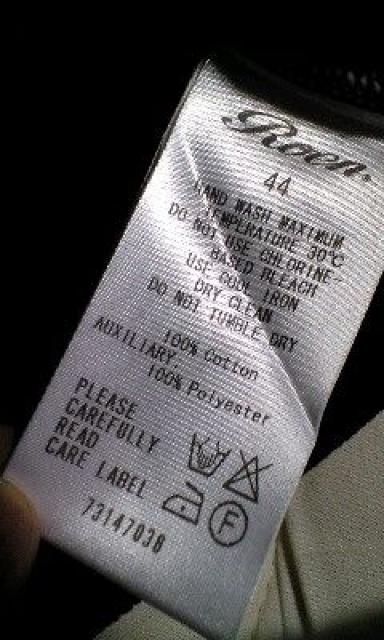 Roen.
44
HAND WASH MAXIMUM
TEMPERATURE 30℃
DO NOT USE CHLORINE-
BASED BLEACH
USE COOL IRON
DRY CLEAN
DO NOT TUMBLE DRY
100% Cotton
AUXILIARY
100% Polyester
PLEASE
CAREFULLY
READ
CARE LABEL
F
73147038